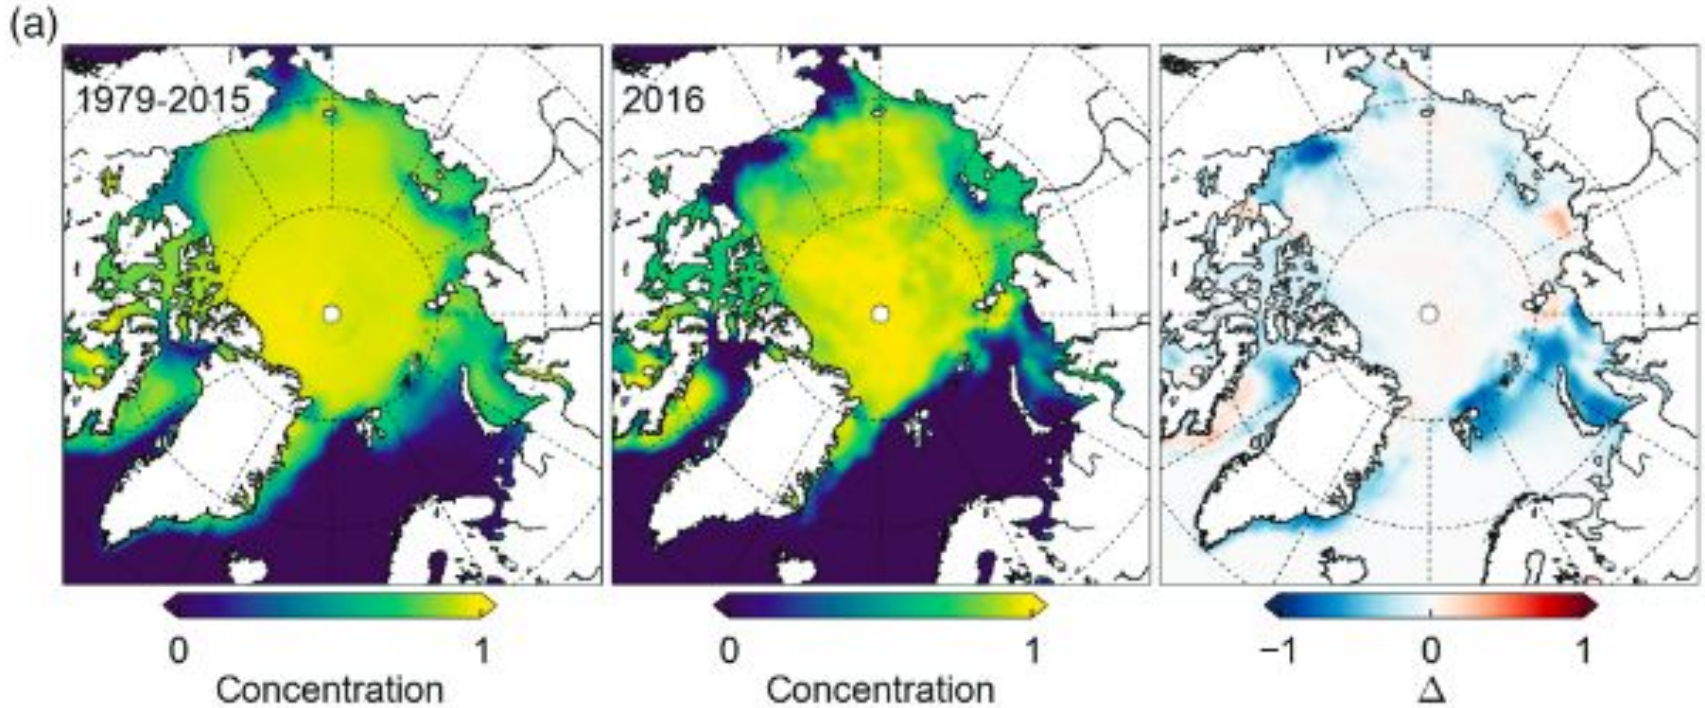 (a)
1979-2015
2016
0 1
Concentration
0 1
Concentration
−1 0 1
Δ